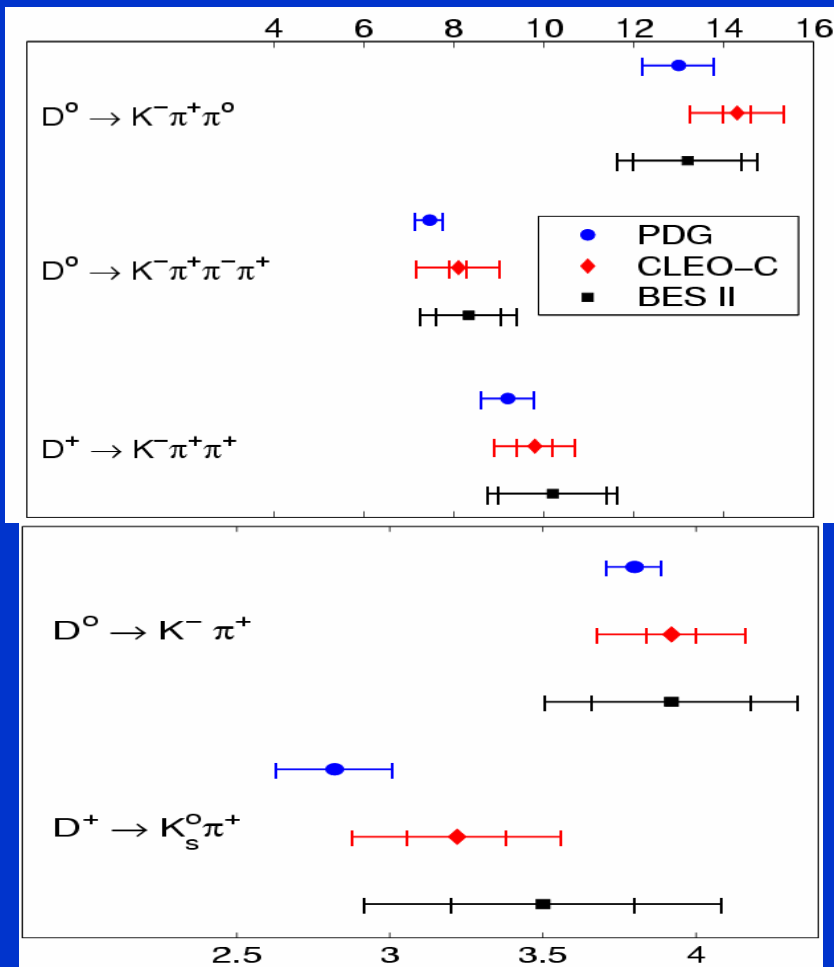 4 6 8 10 12 14 16
D⁰ → K⁻π⁺π⁰
D⁰ → K⁻π⁺π⁻π⁺
PDG
CLEO–C
BES II
D⁺ → K⁻π⁺π⁺
D⁰ → K⁻ π⁺
D⁺ → K⁰ₛπ⁺
2.5 3 3.5 4